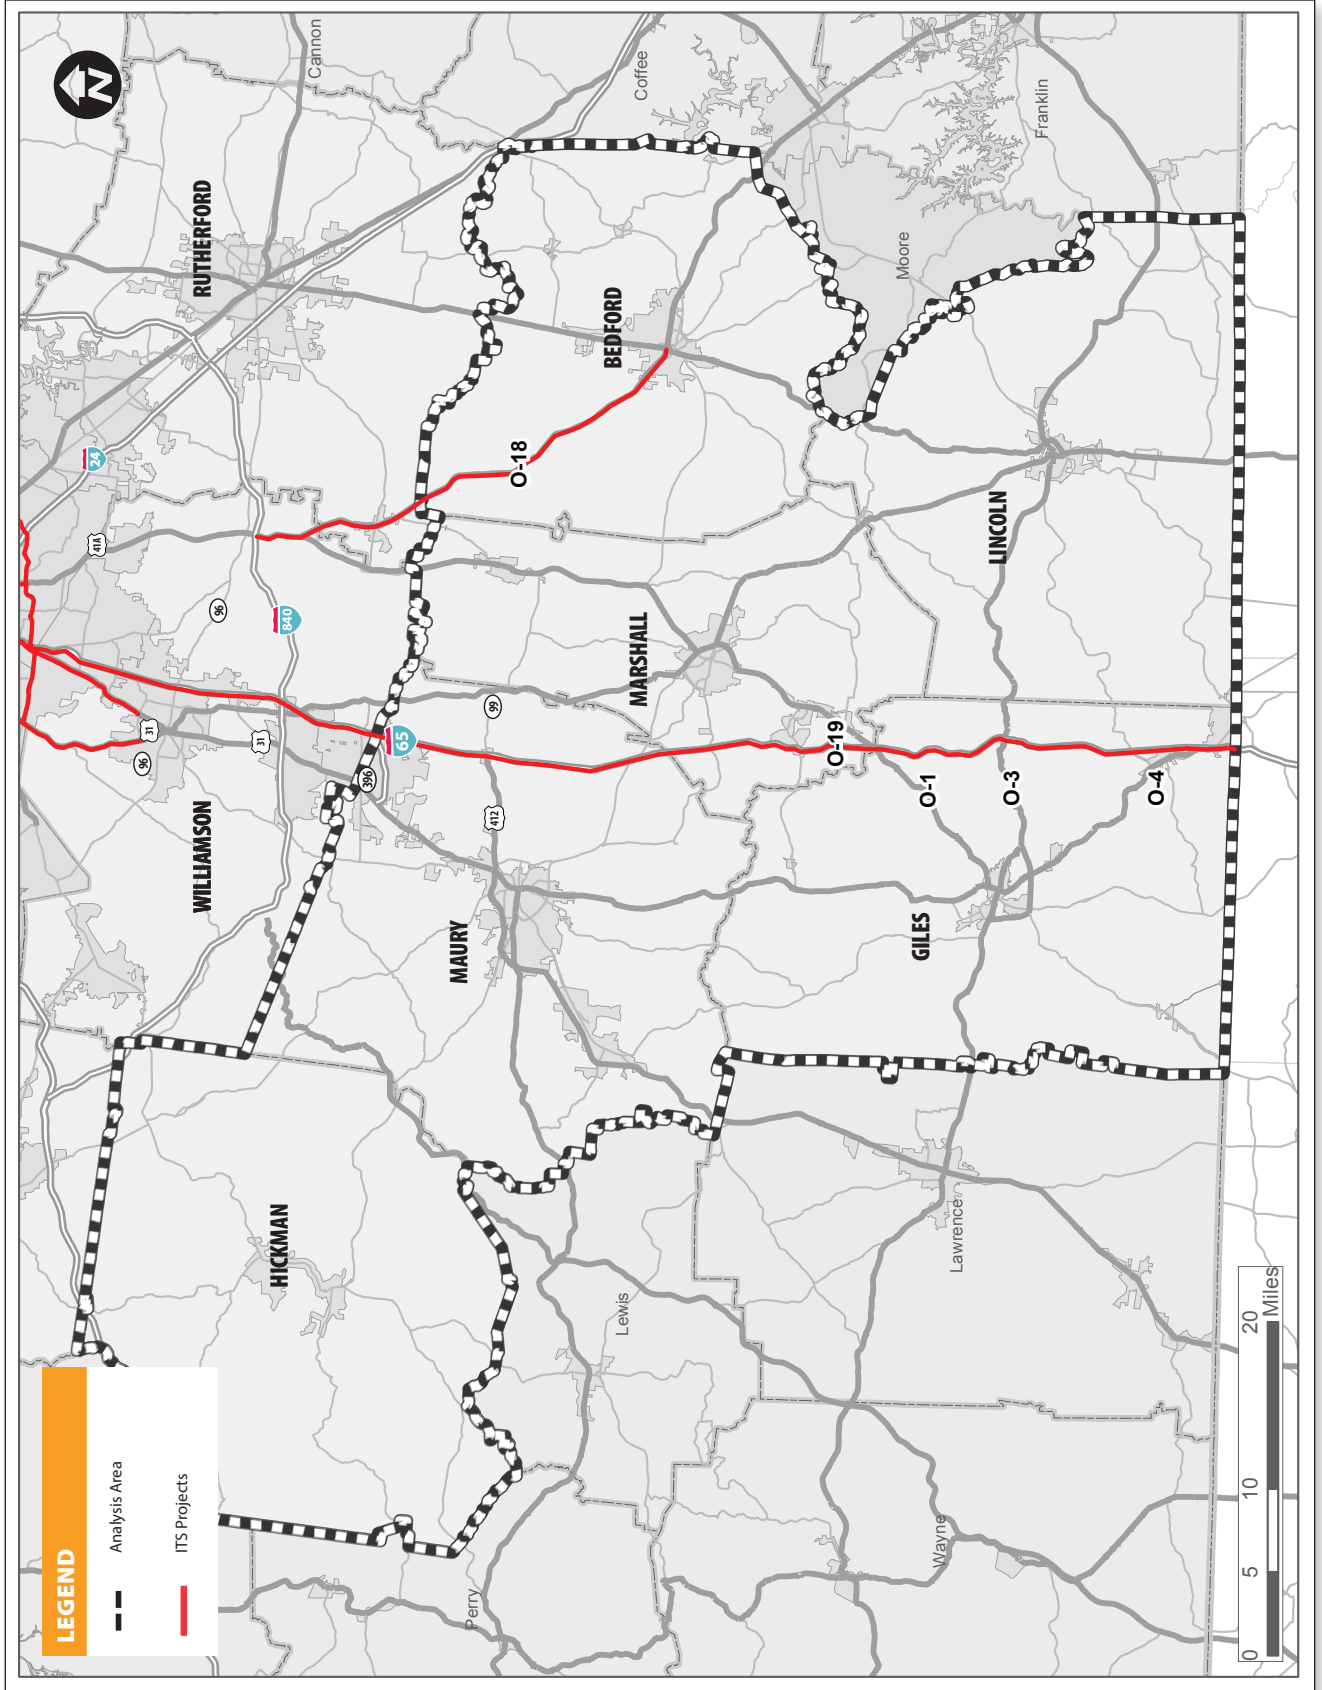 LEGEND
Analysis Area
ITS Projects
N
Cannon
Coffee
Franklin
RUTHERFORD
Moore
BEDFORD
24
41A
O-18
96
840
LINCOLN
MARSHALL
99
31
31
96
65
396
O-19
O-1
O-3
O-4
412
WILLIAMSON
MAURY
GILES
HICKMAN
Lawrence
Lewis
Wayne
Perry
0 5 10 20
Miles